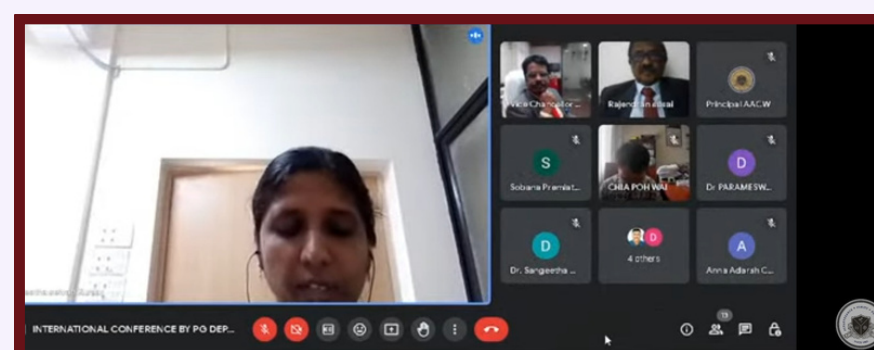 Vice Chancellor ...
Rajendran
Principal AACW
S
D
Sobana Premlat...
CHIA POH WAI
Dr PARAMESW...
D
D
A
Dr. Sangeetha ...
4 others
Anna Adarsh C...
INTERNATIONAL CONFERENCE BY PG DEP...
13